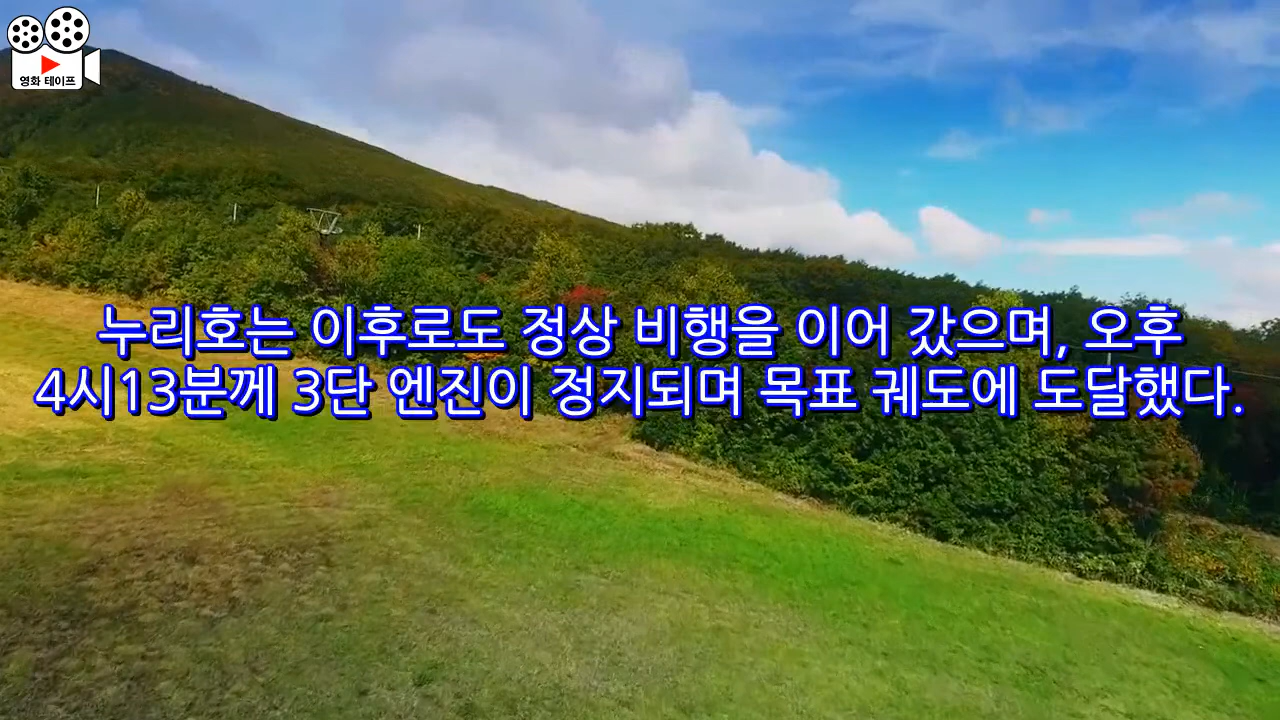 영화 테이프
누리호는 이후로도 정상 비행을 이어 갔으며, 오후
4시13분께 3단 엔진이 정지되며 목표 궤도에 도달했다.